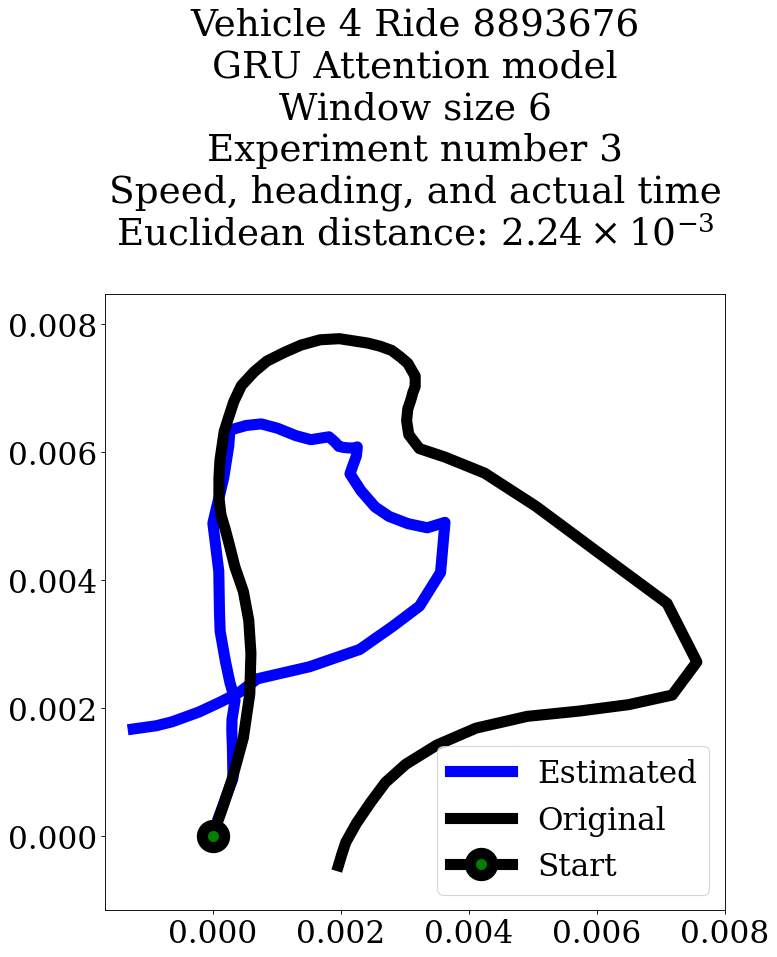 Vehicle 4 Ride 8893676
GRU Attention model
Window size 6
Experiment number 3
Speed, heading, and actual time
Euclidean distance: 2.24 × 10⁻³
0.008
0.006
0.004
0.002
0.000
Estimated
Original
Start
0.000 0.002 0.004 0.006 0.008